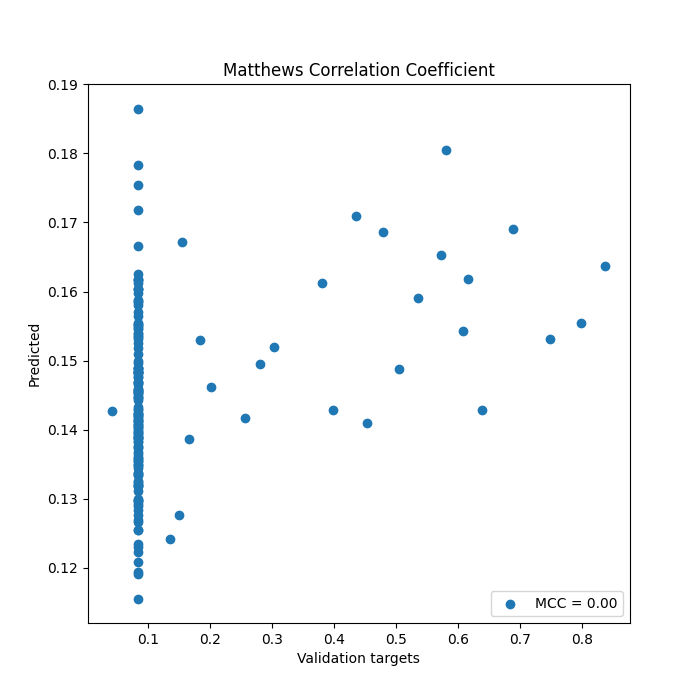 Matthews Correlation Coefficient
0.19
0.18
0.17
0.16
0.15
0.14
0.13
0.12
Predicted
MCC = 0.00
0.1 0.2 0.3 0.4 0.5 0.6 0.7 0.8
Validation targets